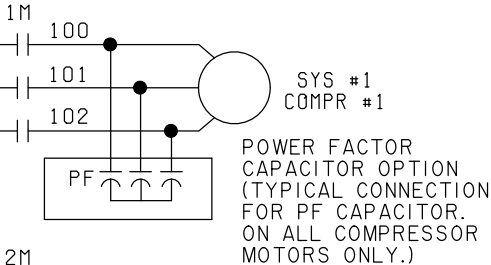 1M
100
101
102
SYS #1
COMPR #1
PF
POWER FACTOR
CAPACITOR OPTION
(TYPICAL CONNECTION
FOR PF CAPACITOR.
ON ALL COMPRESSOR
MOTORS ONLY.)
2M